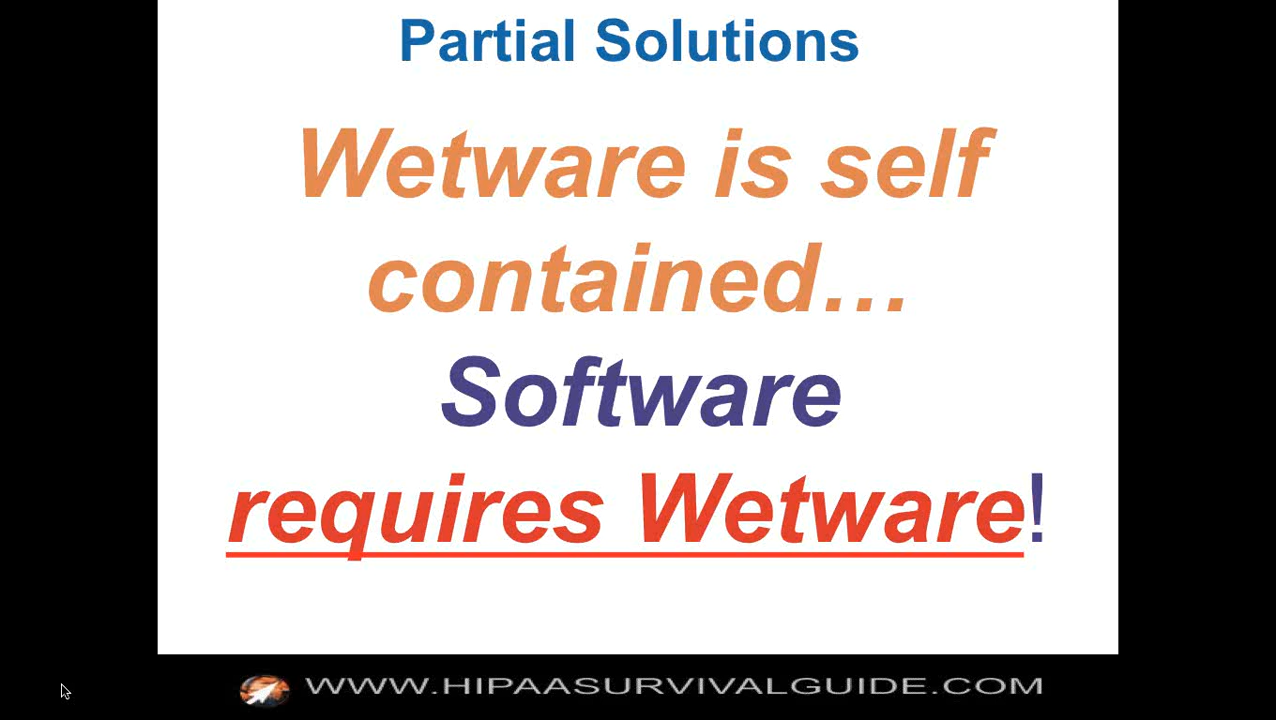 Partial Solutions
Wetware is self
contained…
Software
requires Wetware!
WWW.HIPAASURVIVALGUIDE.COM